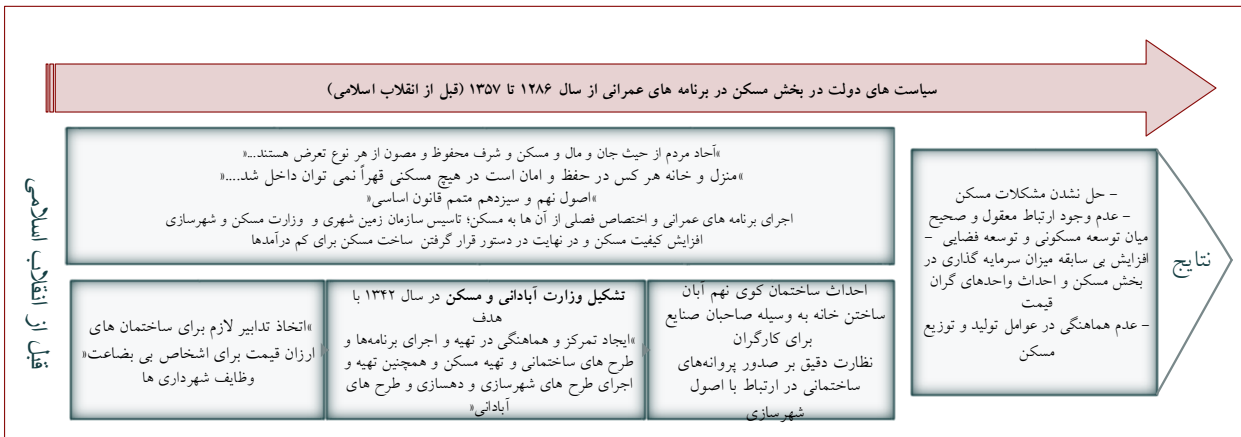 سیاست های دولت در بخش مسکن در برنامه های عمرانی از سال ۱۲۸۶ تا ۱۳۵۷ (قبل از انقلاب اسلامی)
قبل از انقلاب اسلامی
»آحاد مردم از حیث جان و مال و مسکن و شرف محفوظ و مصون از هر نوع تعرض هستند...«
»منزل و خانه هر کس در حفظ و امان است در هیچ مسکنی قهراً نمی توان داخل شد....«
»اصول نهم و سیزدهم متمم قانون اساسی«
اجرای برنامه های عمرانی و اختصاص فصلی از آن ها به مسکن؛ تاسیس سازمان زمین شهری و وزارت مسکن و شهرسازی
افزایش کیفیت مسکن و در نهایت در دستور قرار گرفتن ساخت مسکن برای کم درآمدها
»اتخاذ تدابیر لازم برای ساختمان های
ارزان قیمت برای اشخاص بی بضاعت«
وظایف شهرداری ها
تشکیل وزارت آبادانی و مسکن در سال ۱۳۴۲ با
هدف
»ایجاد تمرکز و هماهنگی در تهیه و اجرای برنامه‌ها و
طرح های ساختمانی و تهیه مسکن و همچنین تهیه و
اجرای طرح های شهرسازی و دهسازی و طرح های
آبادانی«
احداث ساختمان کوی نهم آبان
ساختن خانه به وسیله صاحبان صنایع
برای کارگران
نظارت دقیق بر صدور پروانه‌های
ساختمانی در ارتباط با اصول
شهرسازی
– حل نشدن مشکلات مسکن
– عدم وجود ارتباط معقول و صحیح
میان توسعه مسکونی و توسعه فضایی –
افزایش بی سابقه میزان سرمایه گذاری در
بخش مسکن و احداث واحدهای گران
قیمت
– عدم هماهنگی در عوامل تولید و توزیع
مسکن
نتایج